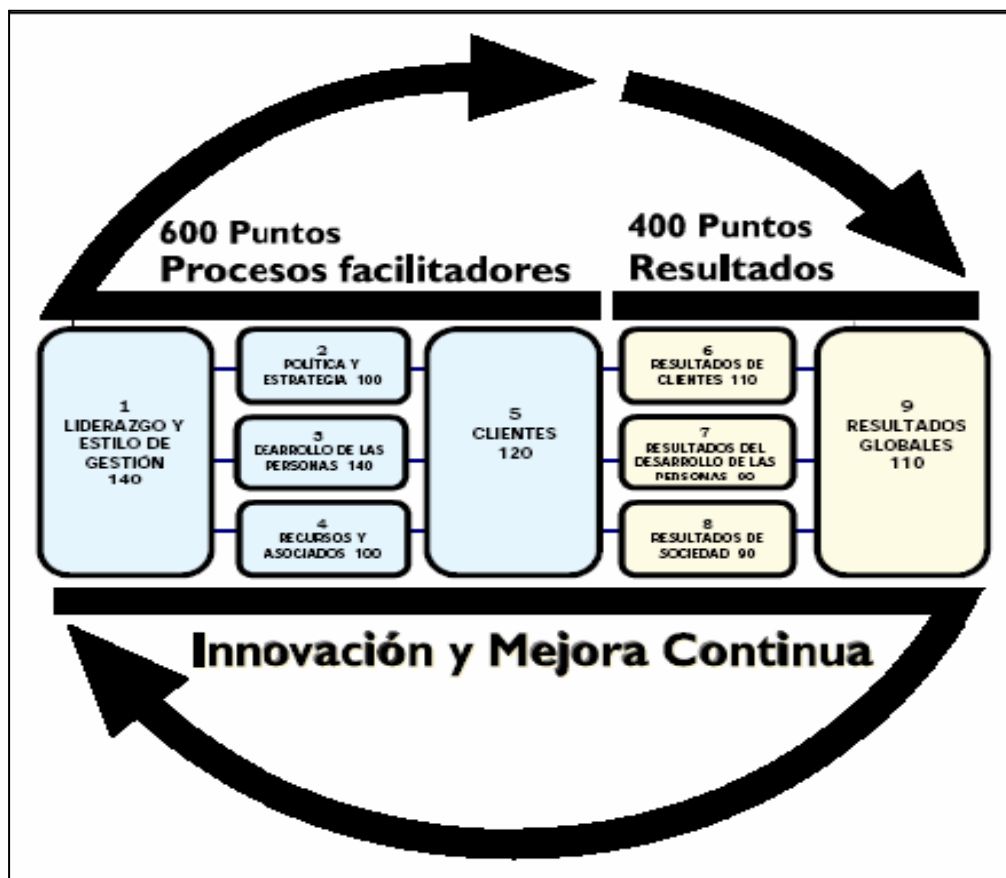 600 Puntos
Procesos facilitadores
400 Puntos
Resultados
1
LIDERAZGO Y
ESTILO DE
GESTIÓN
140
2
POLÍTICA Y
ESTRATEGIA 100
3
DEARROLLO DE LAS
PERSONAS 140
4
RECURSOS Y
ASOCIADOS 100
5
CLIENTES
120
6
RESULTADOS DE
CLIENTES 110
7
RESULTADOS DEL
DESARROLLO DE LAS
PERSONAS 90
8
RESULTADOS DE
SOCIEDAD 90
9
RESULTADOS
GLOBALES
110
Innovación y Mejora Continua